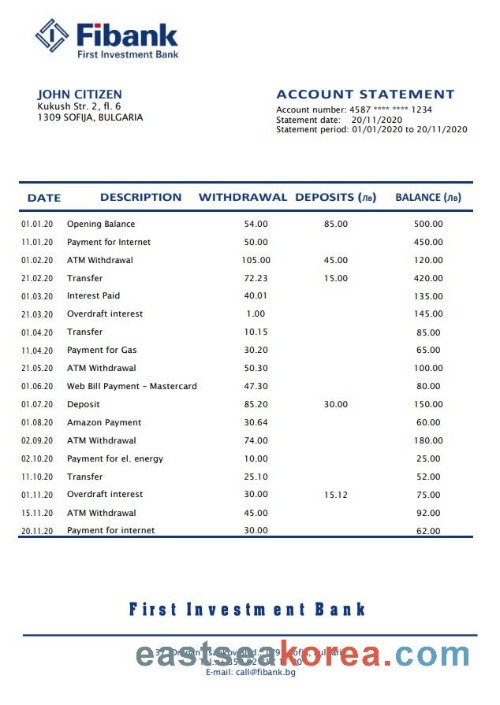 Fibank
First Investment Bank
JOHN CITIZEN
Kukush Str. 2, fl. 6
1309 SOFIJA, BULGARIA
ACCOUNT STATEMENT
Account number: 4587 **** **** 1234
Statement date: 20/11/2020
Statement period: 01/01/2020 to 20/11/2020
DATE DESCRIPTION WITHDRAWAL DEPOSITS (Лв) BALANCE (Лв)
01.01.20 Opening Balance 54.00 85.00 500.00
11.01.20 Payment for Internet 50.00 450.00
01.02.20 ATM Withdrawal 105.00 45.00 120.00
21.02.20 Transfer 72.23 15.00 420.00
01.03.20 Interest Paid 40.01 135.00
21.03.20 Overdraft interest 1.00 145.00
01.04.20 Transfer 10.15 85.00
11.04.20 Payment for Gas 30.20 65.00
21.05.20 ATM Withdrawal 50.30 100.00
01.06.20 Web Bill Payment – Mastercard 47.30 80.00
01.07.20 Deposit 85.20 30.00 150.00
01.08.20 Amazon Payment 30.64 60.00
02.09.20 ATM Withdrawal 74.00 180.00
02.10.20 Payment for el. energy 10.00 25.00
11.10.20 Transfer 25.10 52.00
01.11.20 Overdraft interest 30.00 15.12 75.00
15.11.20 ATM Withdrawal 45.00 92.00
20.11.20 Payment for internet 30.00 62.00
First Investment Bank
eastseakorea.com
E-mail: call@fibank.bg